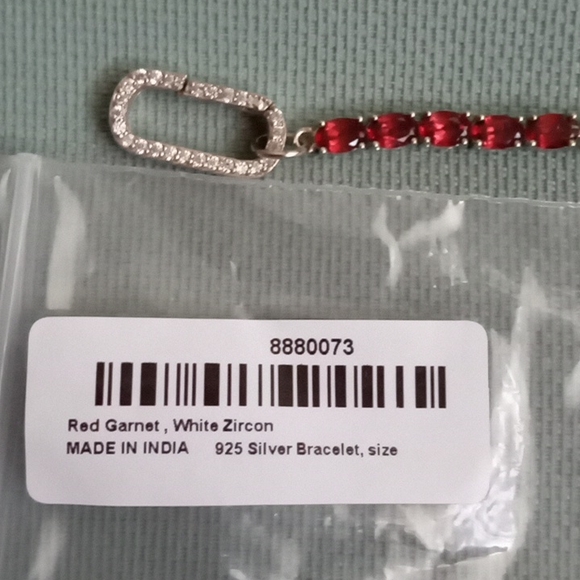 8880073
Red Garnet , White Zircon
MADE IN INDIA 925 Silver Bracelet, size